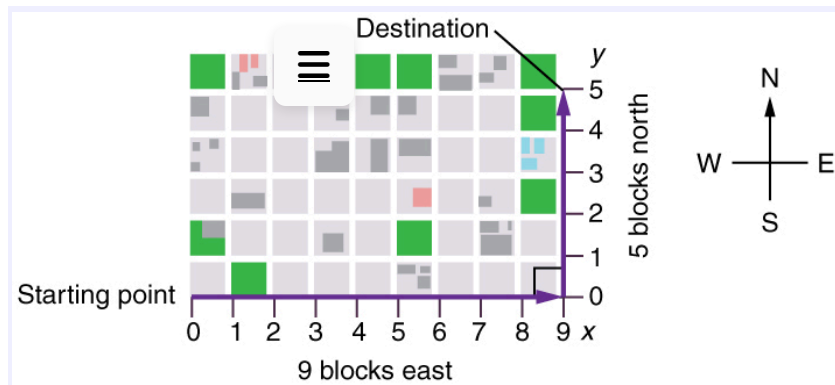 Destination
y
5
4
3
2
1
0
5 blocks north
N
W E
S
Starting point
0 1 2 3 4 5 6 7 8 9 x
9 blocks east